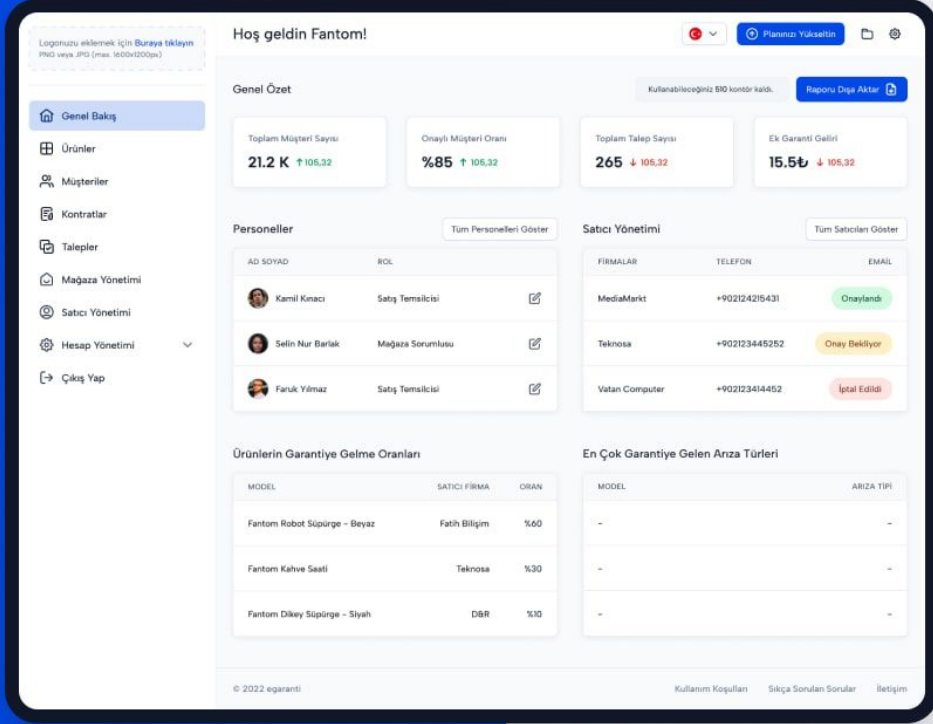 Logonuzu eklemek için Buraya tıklayın
PNG veya JPG (max. 1600x1200px)
Genel Bakış
Ürünler
Müşteriler
Kontratlar
Talepler
Mağaza Yönetimi
Satıcı Yönetimi
Hesap Yönetimi
Çıkış Yap
Hoş geldin Fantom!
Planınızı Yükseltin
Genel Özet
Kullanabileceğiniz 510 kontör kaldı.
Raporu Dışa Aktar
Toplam Müşteri Sayısı
21.2 K ↑ 105,32
Onaylı Müşteri Oranı
%85 ↑ 105,32
Toplam Talep Sayısı
265 ↓ 105,32
Ek Garanti Geliri
15.5₺ ↓ 105,32
Personeller
Tüm Personelleri Göster
AD SOYAD ROL
Kamil Kınacı Satış Temsilcisi
Selin Nur Barlak Mağaza Sorumlusu
Faruk Yılmaz Satış Temsilcisi
Satıcı Yönetimi
Tüm Satıcıları Göster
FİRMALAR TELEFON EMAİL
MediaMarkt +902124215431 Onaylandı
Teknosa +902123445252 Onay Bekliyor
Vatan Computer +902123414452 İptal Edildi
Ürünlerin Garantiye Gelme Oranları
MODEL SATICI FİRMA ORAN
Fantom Robot Süpürge - Beyaz Fatih Bilişim %60
Fantom Kahve Saati Teknosa %30
Fantom Dikey Süpürge - Siyah D&R %10
En Çok Garantiye Gelen Arıza Türleri
MODEL ARIZA TİPİ
- -
- -
- -
© 2022 egaranti
Kullanım Koşulları Sıkça Sorulan Sorular İletişim